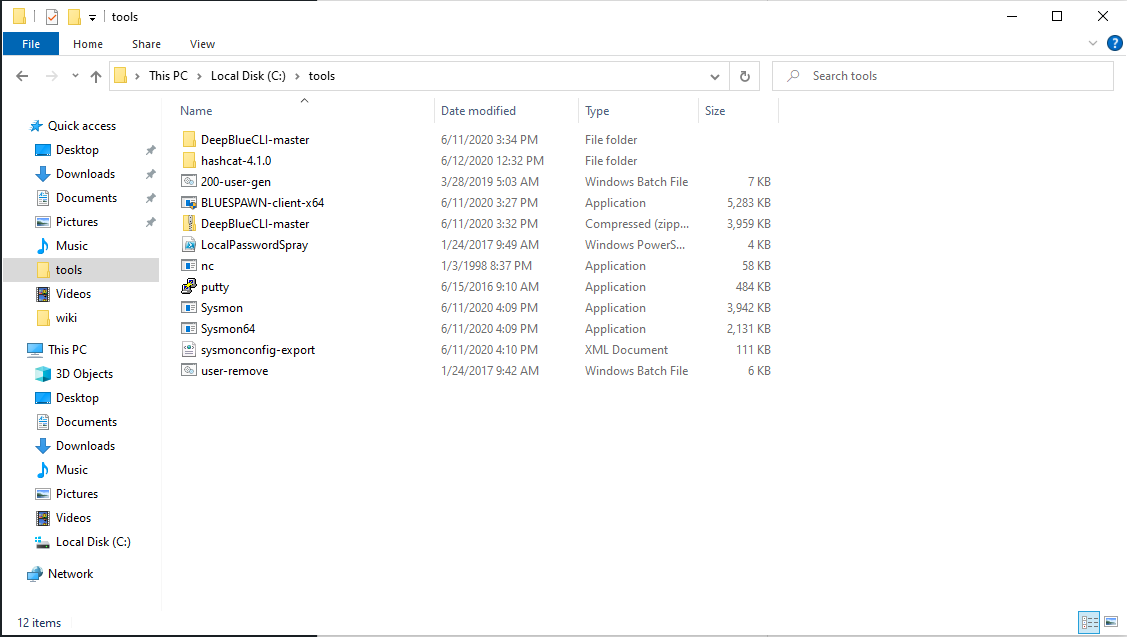 tools
File Home Share View
This PC Local Disk (C:) tools Search tools
Name Date modified Type Size
Quick access
Desktop
Downloads
Documents
Pictures
Music
tools
Videos
wiki
This PC
3D Objects
Desktop
Documents
Downloads
Music
Pictures
Videos
Local Disk (C:)
Network
DeepBlueCLI-master 6/11/2020 3:34 PM File folder
hashcat-4.1.0 6/12/2020 12:32 PM File folder
200-user-gen 3/28/2019 5:03 AM Windows Batch File 7 KB
BLUESPAWN-client-x64 6/11/2020 3:27 PM Application 5,283 KB
DeepBlueCLI-master 6/11/2020 3:32 PM Compressed (zipp... 3,959 KB
LocalPasswordSpray 1/24/2017 9:49 AM Windows PowerS... 4 KB
nc 1/3/1998 8:37 PM Application 58 KB
putty 6/15/2016 9:10 AM Application 484 KB
Sysmon 6/11/2020 4:09 PM Application 3,942 KB
Sysmon64 6/11/2020 4:09 PM Application 2,131 KB
sysmonconfig-export 6/11/2020 4:10 PM XML Document 111 KB
user-remove 1/24/2017 9:42 AM Windows Batch File 6 KB
12 items